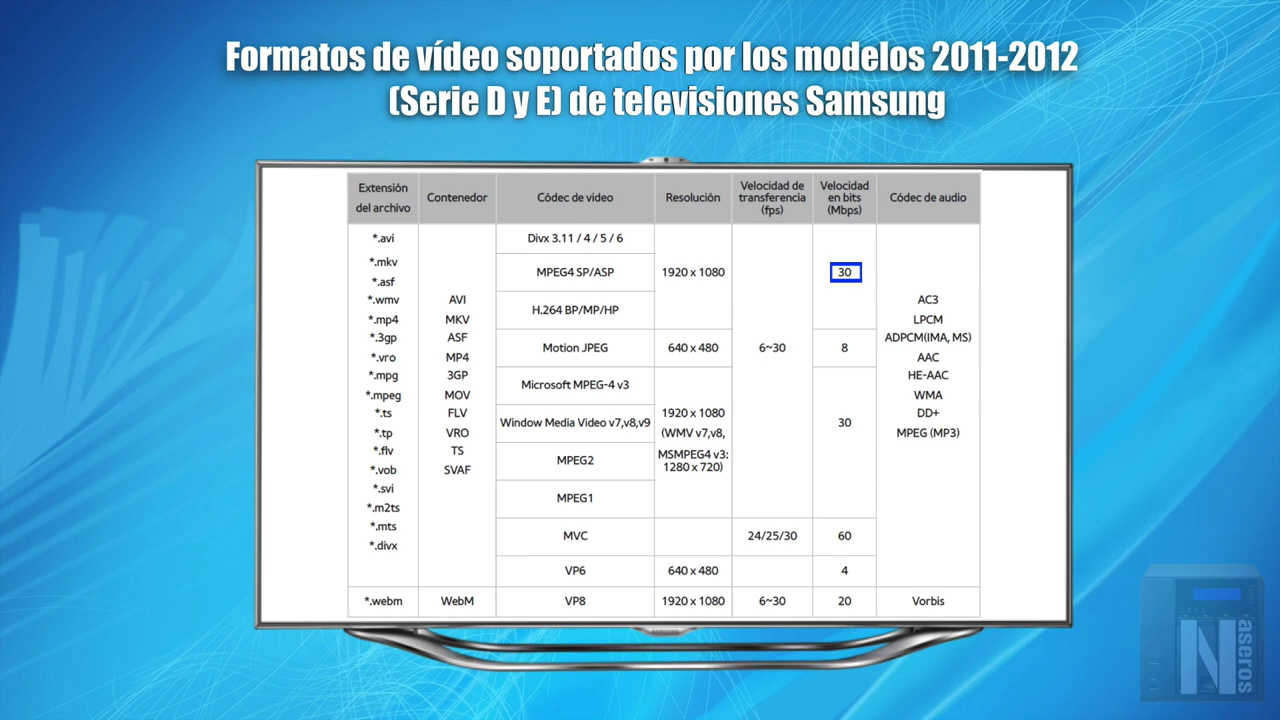 Formatos de vídeo soportados por los modelos 2011-2012
(Serie D y E) de televisiones Samsung
Extensión
del archivo
Contenedor
Códec de video
Resolución
Velocidad de
transferencia
(fps)
Velocidad
en bits
(Mbps)
Códec de audio
*.avi
*.mkv
*.asf
*.wmv
*.mp4
*.3gp
*.vro
*.mpg
*.mpeg
*.ts
*.tp
*.flv
*.vob
*.svi
*.m2ts
*.mts
*.divx
AVI
MKV
ASF
MP4
3GP
MOV
FLV
VRO
TS
SVAF
Divx 3.11 / 4 / 5 / 6
MPEG4 SP/ASP
H.264 BP/MP/HP
Motion JPEG
Microsoft MPEG-4 v3
Window Media Video v7,v8,v9
MPEG2
MPEG1
MVC
VP6
1920 x 1080
640 x 480
1920 x 1080
(WMV v7,v8,
MSMPEG4 v3:
1280 x 720)
640 x 480
6~30
24/25/30
30
8
30
60
4
AC3
LPCM
ADPCM(IMA, MS)
AAC
HE-AAC
WMA
DD+
MPEG (MP3)
*.webm
WebM
VP8
1920 x 1080
6~30
20
Vorbis
Naseros